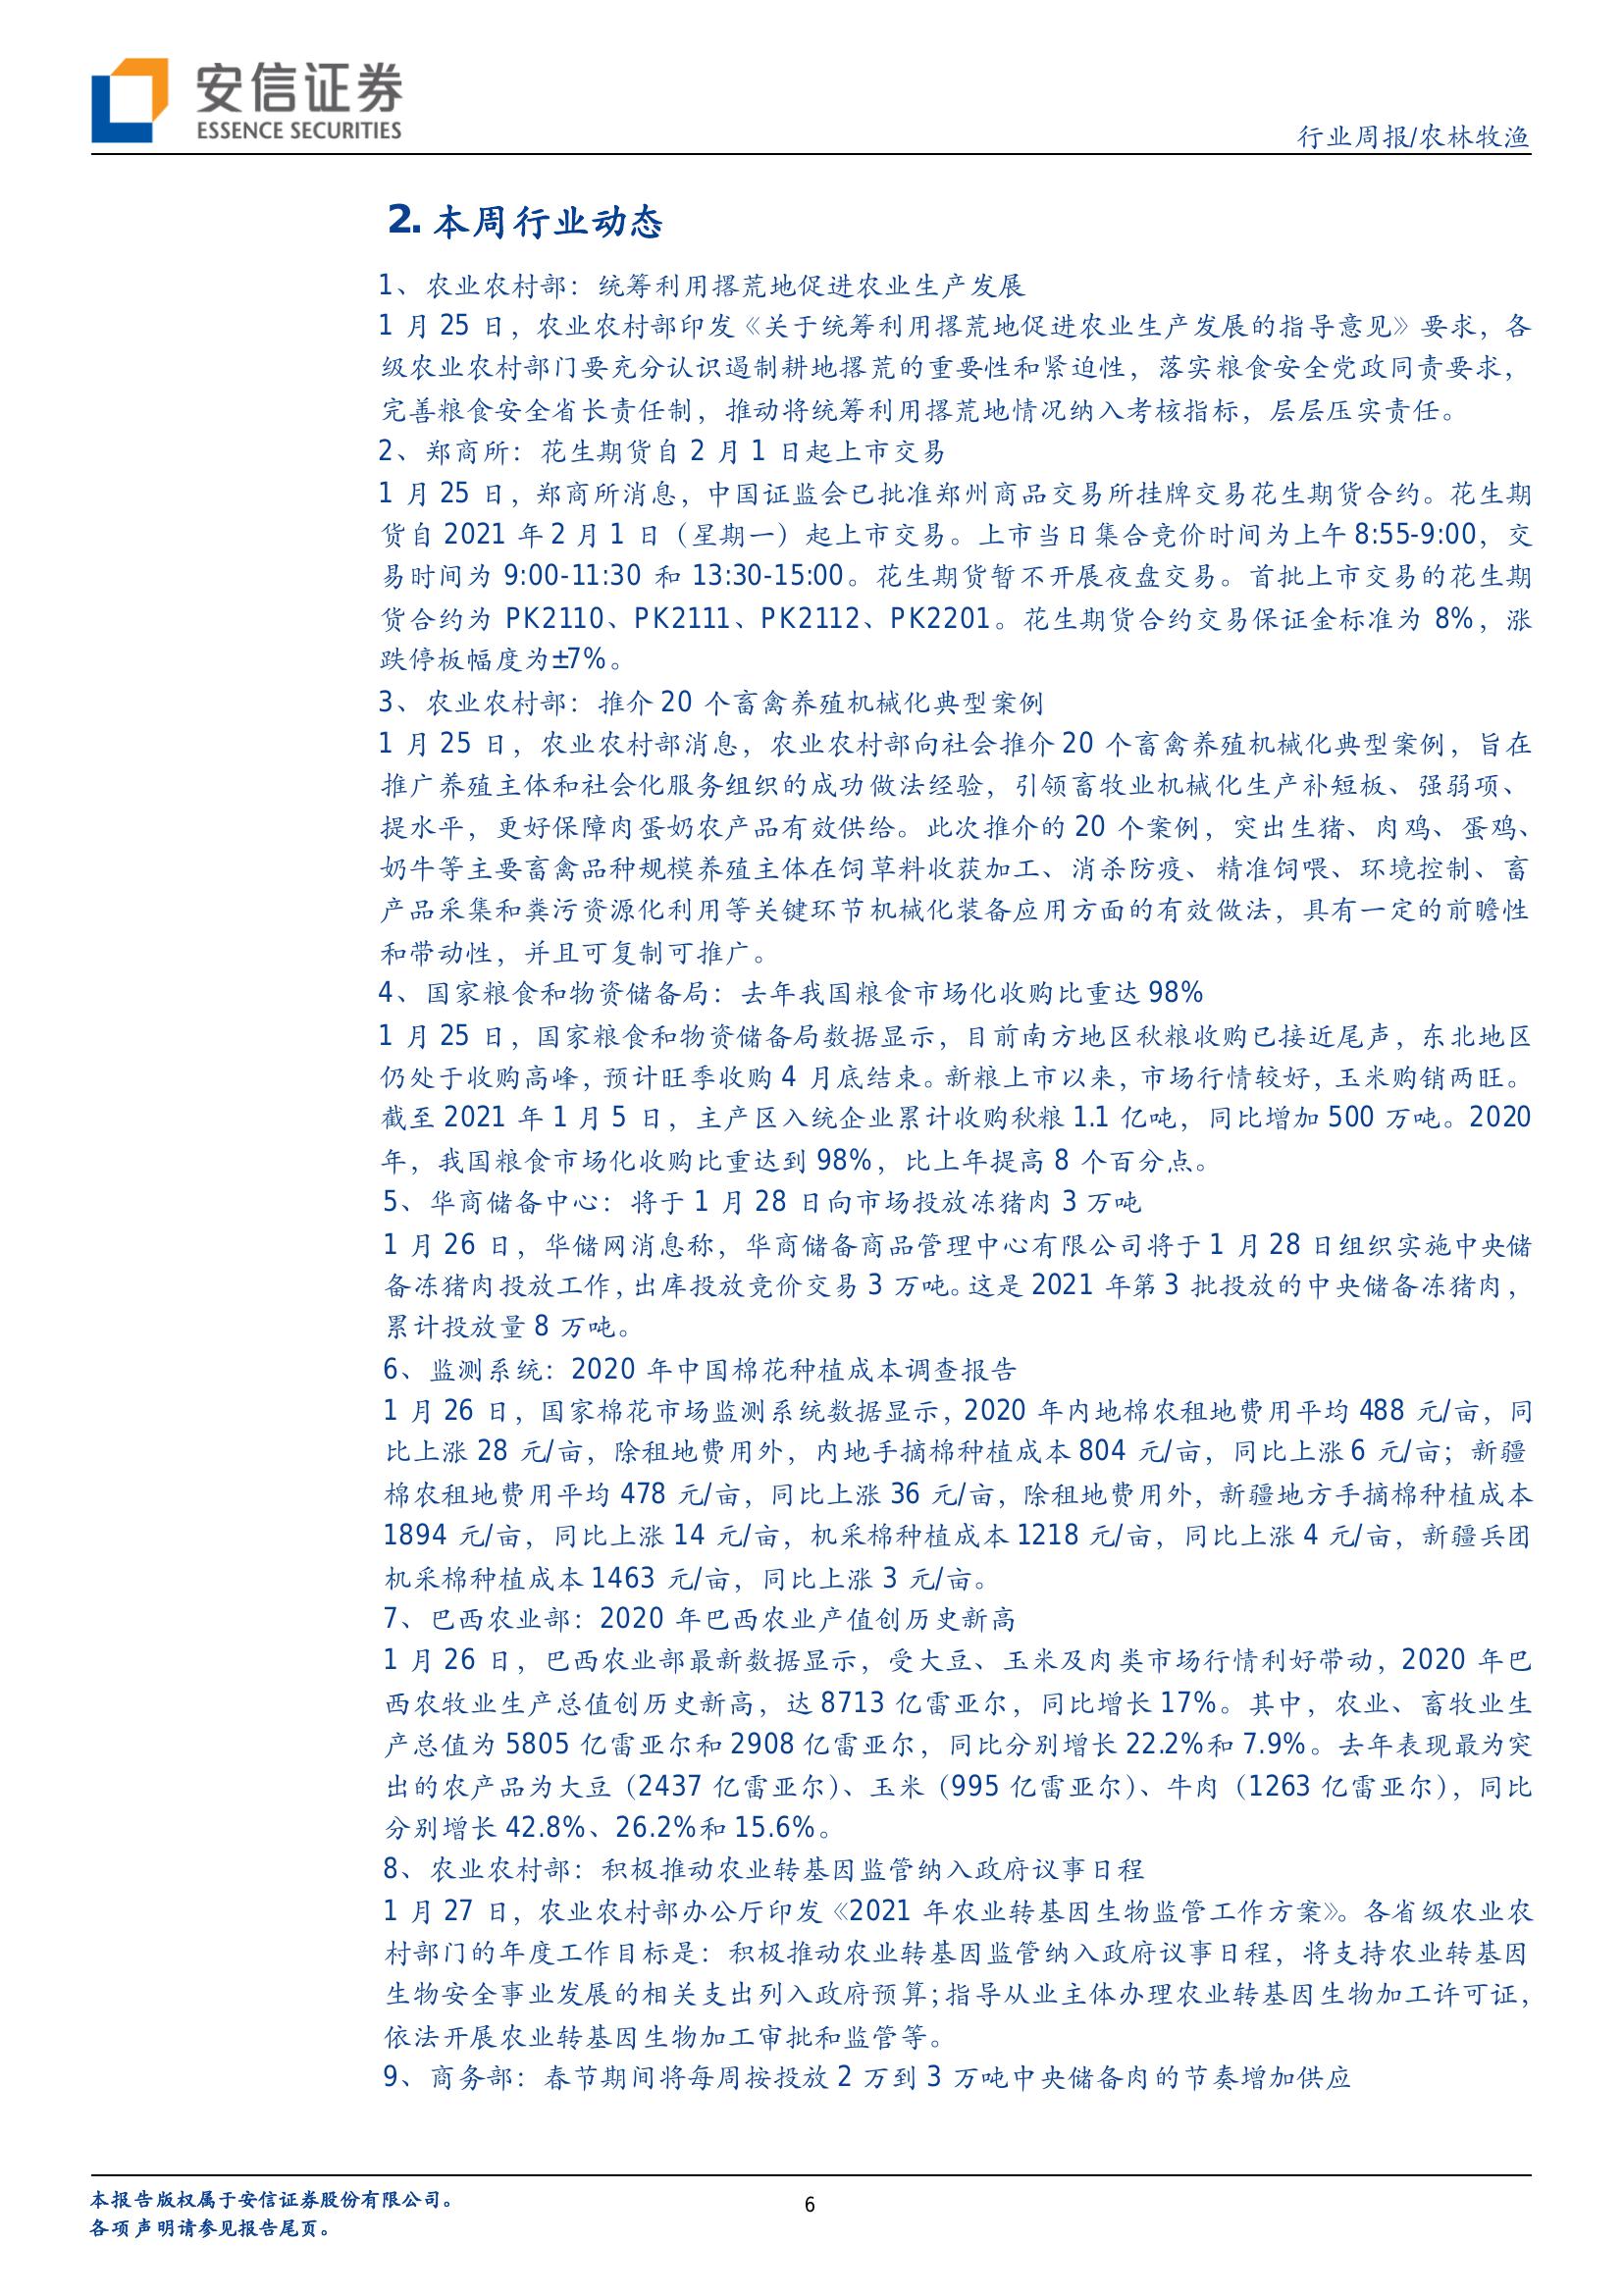 安信证券
ESSENCE SECURITIES
行业周报/农林牧渔
2. 本周行业动态
1、农业农村部：统筹利用撂荒地促进农业生产发展
1 月 25 日，农业农村部印发《关于统筹利用撂荒地促进农业生产发展的指导意见》要求，各
级农业农村部门要充分认识遏制耕地撂荒的重要性和紧迫性，落实粮食安全党政同责要求，
完善粮食安全省长责任制，推动将统筹利用撂荒地情况纳入考核指标，层层压实责任。
2、郑商所：花生期货自 2 月 1 日起上市交易
1 月 25 日，郑商所消息，中国证监会已批准郑州商品交易所挂牌交易花生期货合约。花生期
货自 2021 年 2 月 1 日（星期一）起上市交易。上市当日集合竞价时间为上午 8:55-9:00，交
易时间为 9:00-11:30 和 13:30-15:00。花生期货暂不开展夜盘交易。首批上市交易的花生期
货合约为 PK2110、PK2111、PK2112、PK2201。花生期货合约交易保证金标准为 8%，涨
跌停板幅度为±7%。
3、农业农村部：推介 20 个畜禽养殖机械化典型案例
1 月 25 日，农业农村部消息，农业农村部向社会推介 20 个畜禽养殖机械化典型案例，旨在
推广养殖主体和社会化服务组织的成功做法经验，引领畜牧业机械化生产补短板、强弱项、
提水平，更好保障肉蛋奶农产品有效供给。此次推介的 20 个案例，突出生猪、肉鸡、蛋鸡、
奶牛等主要畜禽品种规模养殖主体在饲草料收获加工、消杀防疫、精准饲喂、环境控制、畜
产品采集和粪污资源化利用等关键环节机械化装备应用方面的有效做法，具有一定的前瞻性
和带动性，并且可复制可推广。
4、国家粮食和物资储备局：去年我国粮食市场化收购比重达 98%
1 月 25 日，国家粮食和物资储备局数据显示，目前南方地区秋粮收购已接近尾声，东北地区
仍处于收购高峰，预计旺季收购 4 月底结束。新粮上市以来，市场行情较好，玉米购销两旺。
截至 2021 年 1 月 5 日，主产区入统企业累计收购秋粮 1.1 亿吨，同比增加 500 万吨。2020
年，我国粮食市场化收购比重达到 98%，比上年提高 8 个百分点。
5、华商储备中心：将于 1 月 28 日向市场投放冻猪肉 3 万吨
1 月 26 日，华储网消息称，华商储备商品管理中心有限公司将于 1 月 28 日组织实施中央储
备冻猪肉投放工作，出库投放竞价交易 3 万吨。这是 2021 年第 3 批投放的中央储备冻猪肉，
累计投放量 8 万吨。
6、监测系统：2020 年中国棉花种植成本调查报告
1 月 26 日，国家棉花市场监测系统数据显示，2020 年内地棉农租地费用平均 488 元/亩，同
比上涨 28 元/亩，除租地费用外，内地手摘棉种植成本 804 元/亩，同比上涨 6 元/亩；新疆
棉农租地费用平均 478 元/亩，同比上涨 36 元/亩，除租地费用外，新疆地方手摘棉种植成本
1894 元/亩，同比上涨 14 元/亩，机采棉种植成本 1218 元/亩，同比上涨 4 元/亩，新疆兵团
机采棉种植成本 1463 元/亩，同比上涨 3 元/亩。
7、巴西农业部：2020 年巴西农业产值创历史新高
1 月 26 日，巴西农业部最新数据显示，受大豆、玉米及肉类市场行情利好带动，2020 年巴
西农牧业生产总值创历史新高，达 8713 亿雷亚尔，同比增长 17%。其中，农业、畜牧业生
产总值为 5805 亿雷亚尔和 2908 亿雷亚尔，同比分别增长 22.2%和 7.9%。去年表现最为突
出的农产品为大豆（2437 亿雷亚尔）、玉米（995 亿雷亚尔）、牛肉（1263 亿雷亚尔），同比
分别增长 42.8%、26.2%和 15.6%。
8、农业农村部：积极推动农业转基因监管纳入政府议事日程
1 月 27 日，农业农村部办公厅印发《2021 年农业转基因生物监管工作方案》。各省级农业农
村部门的年度工作目标是：积极推动农业转基因监管纳入政府议事日程，将支持农业转基因
生物安全事业发展的相关支出列入政府预算；指导从业主体办理农业转基因生物加工许可证，
依法开展农业转基因生物加工审批和监管等。
9、商务部：春节期间将每周按投放 2 万到 3 万吨中央储备肉的节奏增加供应
本报告版权属于安信证券股份有限公司。
6
各项声明请参见报告尾页。